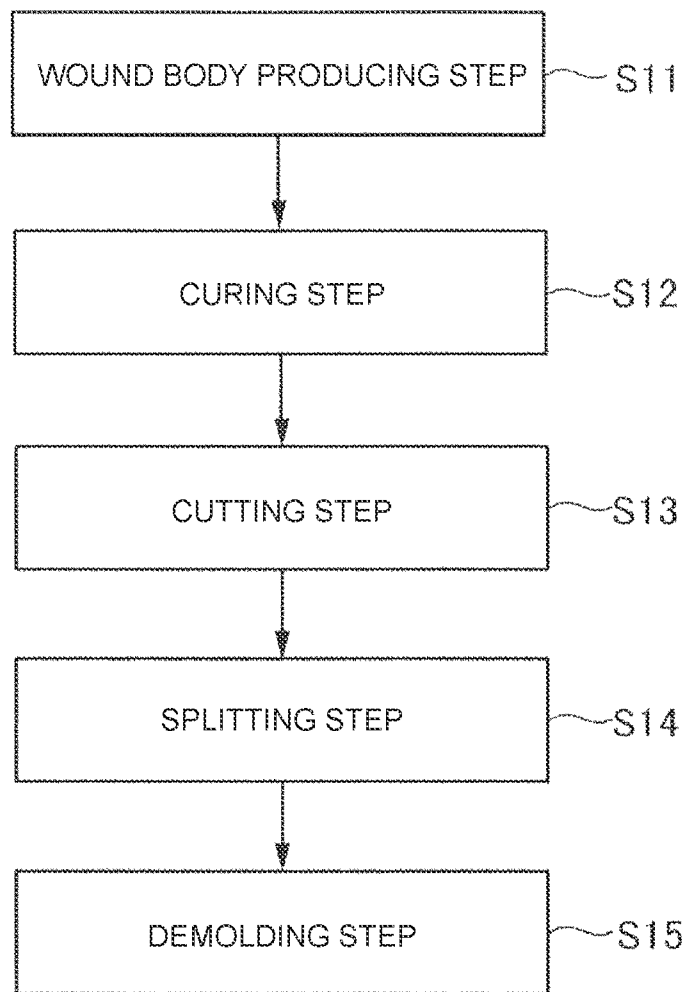 WOUND BODY PRODUCING STEP S11
CURING STEP S12
CUTTING STEP S13
SPLITTING STEP S14
DEMOLDING STEP S15